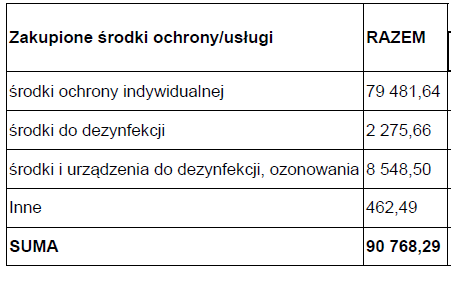 Zakupione środki ochrony/usługi RAZEM
środki ochrony indywidualnej 79 481,64
środki do dezynfekcji 2 275,66
środki i urządzenia do dezynfekcji, ozonowania 8 548,50
Inne 462,49
SUMA 90 768,29